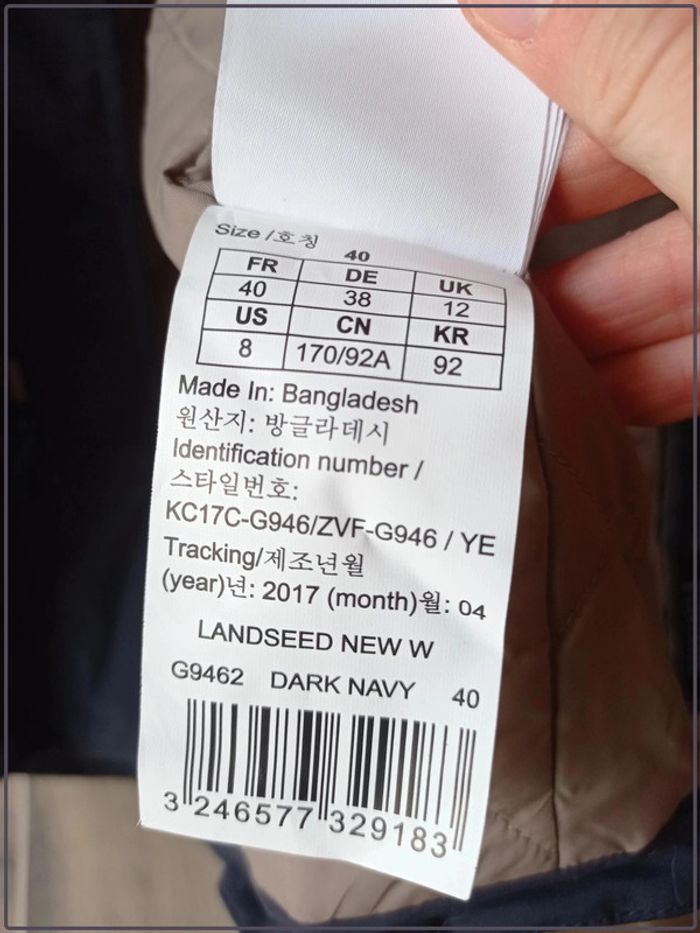 Size /호칭 40
FR DE UK
40 38 12
US CN KR
8 170/92A 92
Made In: Bangladesh
원산지: 방글라데시
Identification number /
스타일번호:
KC17C-G946/ZVF-G946 / YE
Tracking/제조년월
(year)년: 2017 (month)월: 04
LANDSEED NEW W
G9462 DARK NAVY 40
3 246577 329183